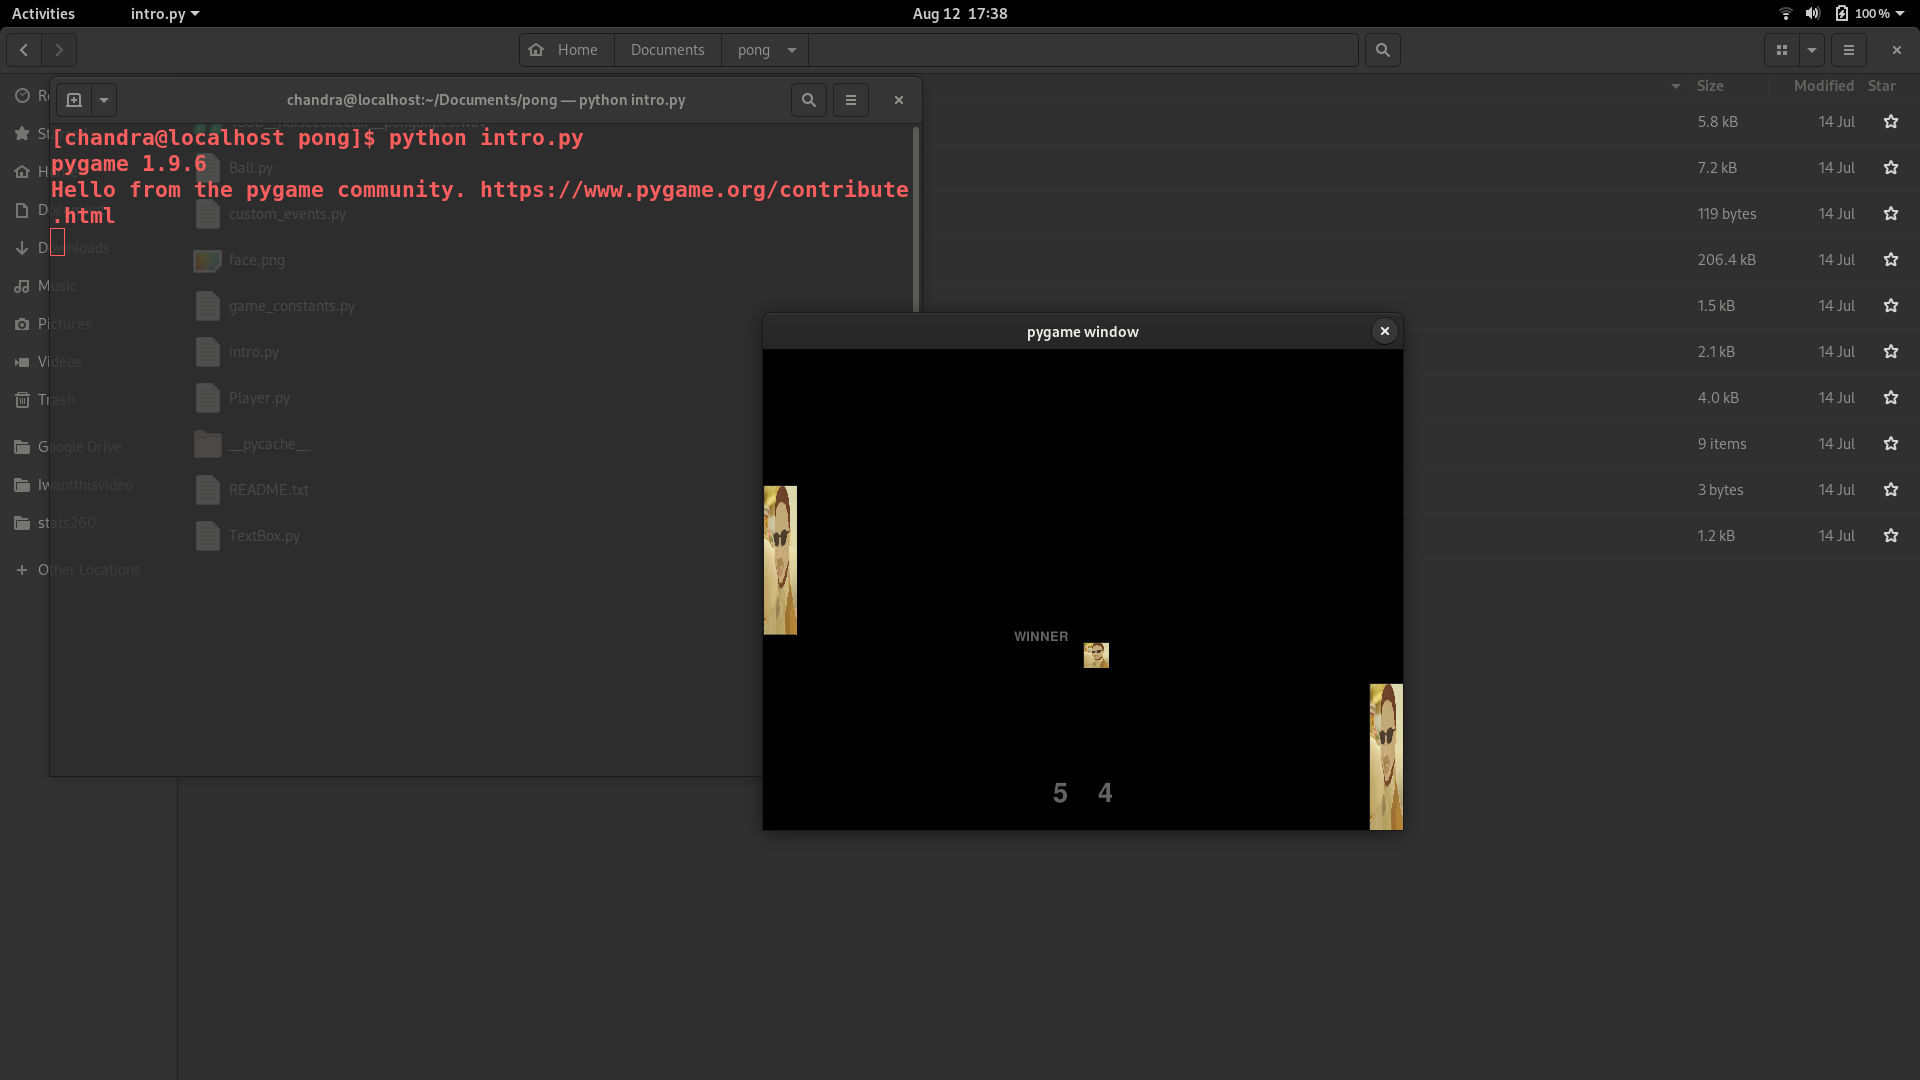 Activities
intro.py
Aug 12 17:38
100 %
Home
Documents
pong
Size
Modified
Star
chandra@localhost:~/Documents/pong — python intro.py
[chandra@localhost pong]$ python intro.py
pygame 1.9.6
Hello from the pygame community. https://www.pygame.org/contribute
.html
Downloads
Music
Pictures
Videos
Trash
Google Drive
Iwantthisvideo
stats260
+ Other Locations
Ball.py
custom_events.py
face.png
game_constants.py
intro.py
Player.py
__pycache__
README.txt
TextBox.py
5.8 kB 14 Jul
7.2 kB 14 Jul
119 bytes 14 Jul
206.4 kB 14 Jul
1.5 kB 14 Jul
2.1 kB 14 Jul
4.0 kB 14 Jul
9 items 14 Jul
3 bytes 14 Jul
1.2 kB 14 Jul
pygame window
WINNER
5 4